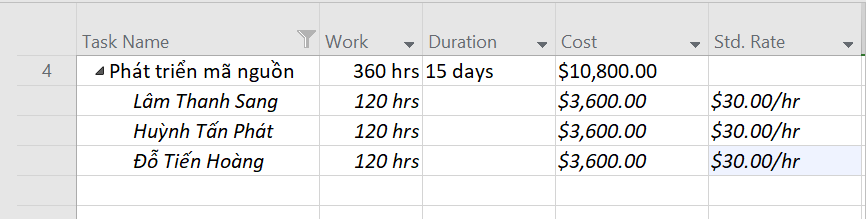 Task Name Work Duration Cost Std. Rate
4 Phát triển mã nguồn 360 hrs 15 days $10,800.00
Lâm Thanh Sang 120 hrs $3,600.00 $30.00/hr
Huỳnh Tấn Phát 120 hrs $3,600.00 $30.00/hr
Đỗ Tiến Hoàng 120 hrs $3,600.00 $30.00/hr